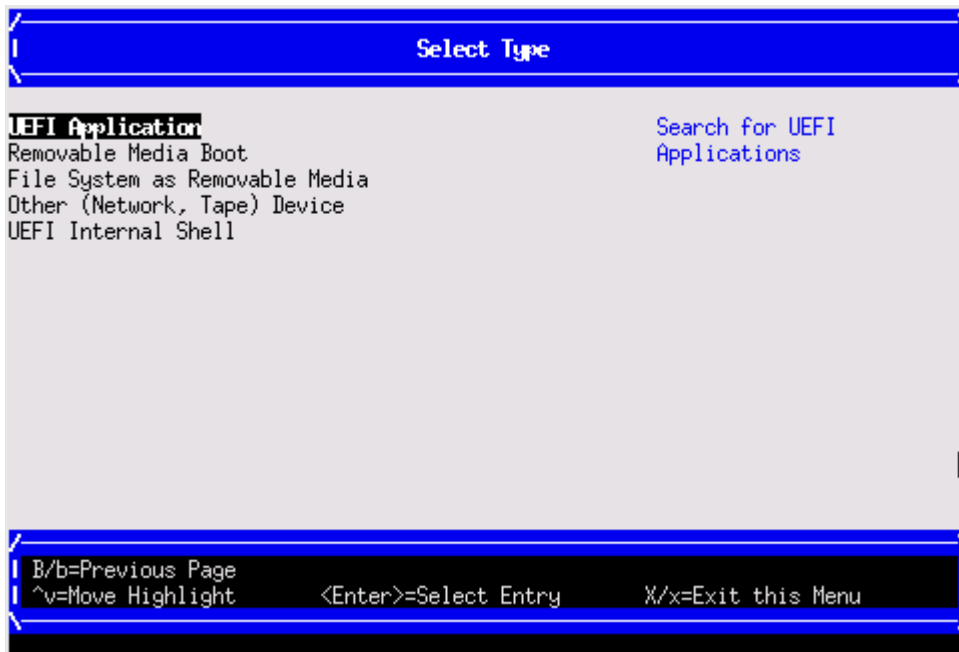 Select Type
UEFI Application
Search for UEFI
Removable Media Boot
Applications
File System as Removable Media
Other (Network, Tape) Device
UEFI Internal Shell
B/b=Previous Page
^v=Move Highlight <Enter>=Select Entry X/x=Exit this Menu